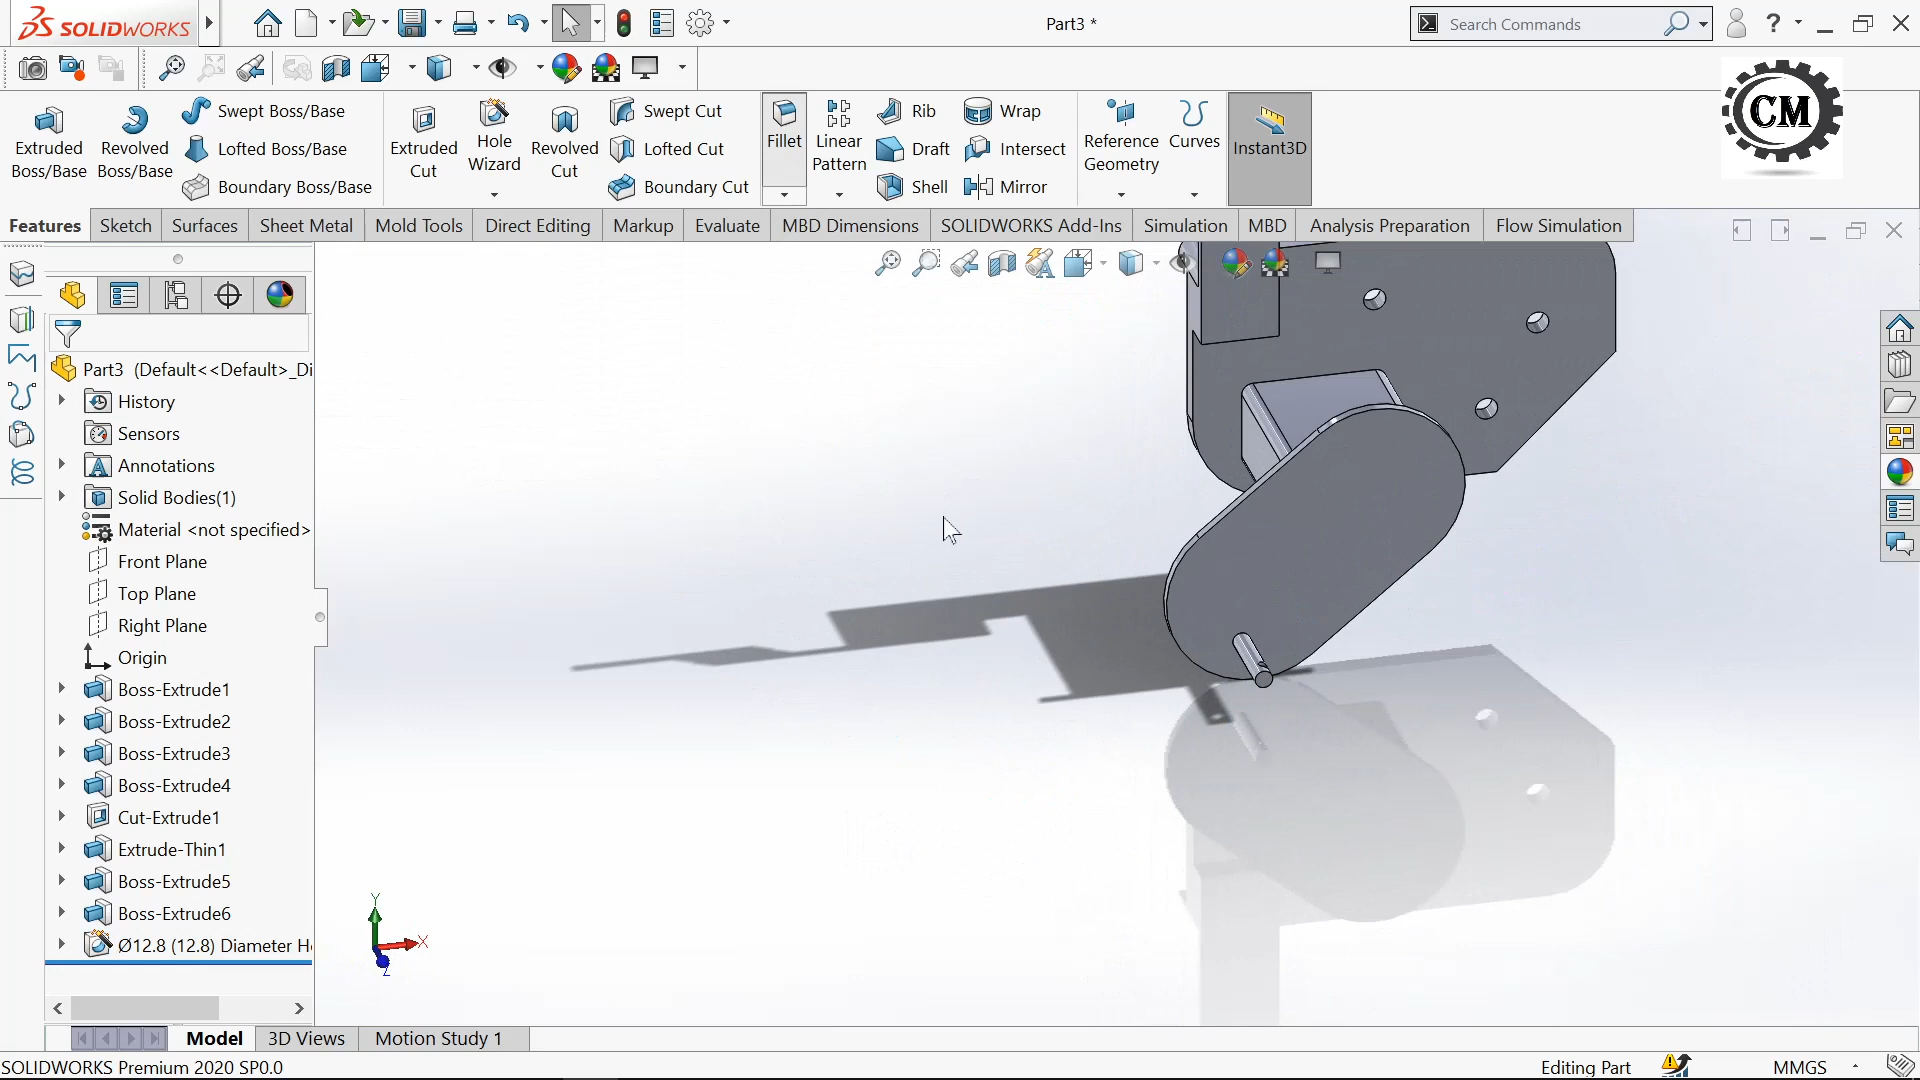 SOLIDWORKS
Part3 *
Search Commands
?
Extruded Boss/Base
Revolved Boss/Base
Swept Boss/Base
Lofted Boss/Base
Boundary Boss/Base
Extruded Cut
Hole Wizard
Revolved Cut
Swept Cut
Lofted Cut
Boundary Cut
Fillet
Linear Pattern
Rib
Draft
Shell
Wrap
Intersect
Mirror
Reference Geometry
Curves
Instant3D
CM
Features
Sketch
Surfaces
Sheet Metal
Mold Tools
Direct Editing
Markup
Evaluate
MBD Dimensions
SOLIDWORKS Add-Ins
Simulation
MBD
Analysis Preparation
Flow Simulation
Part3 (Default<<Default>_Di
History
Sensors
Annotations
Solid Bodies(1)
Material <not specified>
Front Plane
Top Plane
Right Plane
Origin
Boss-Extrude1
Boss-Extrude2
Boss-Extrude3
Boss-Extrude4
Cut-Extrude1
Extrude-Thin1
Boss-Extrude5
Boss-Extrude6
Ø12.8 (12.8) Diameter H
Y
X
Z
Model
3D Views
Motion Study 1
SOLIDWORKS Premium 2020 SP0.0
Editing Part
MMGS